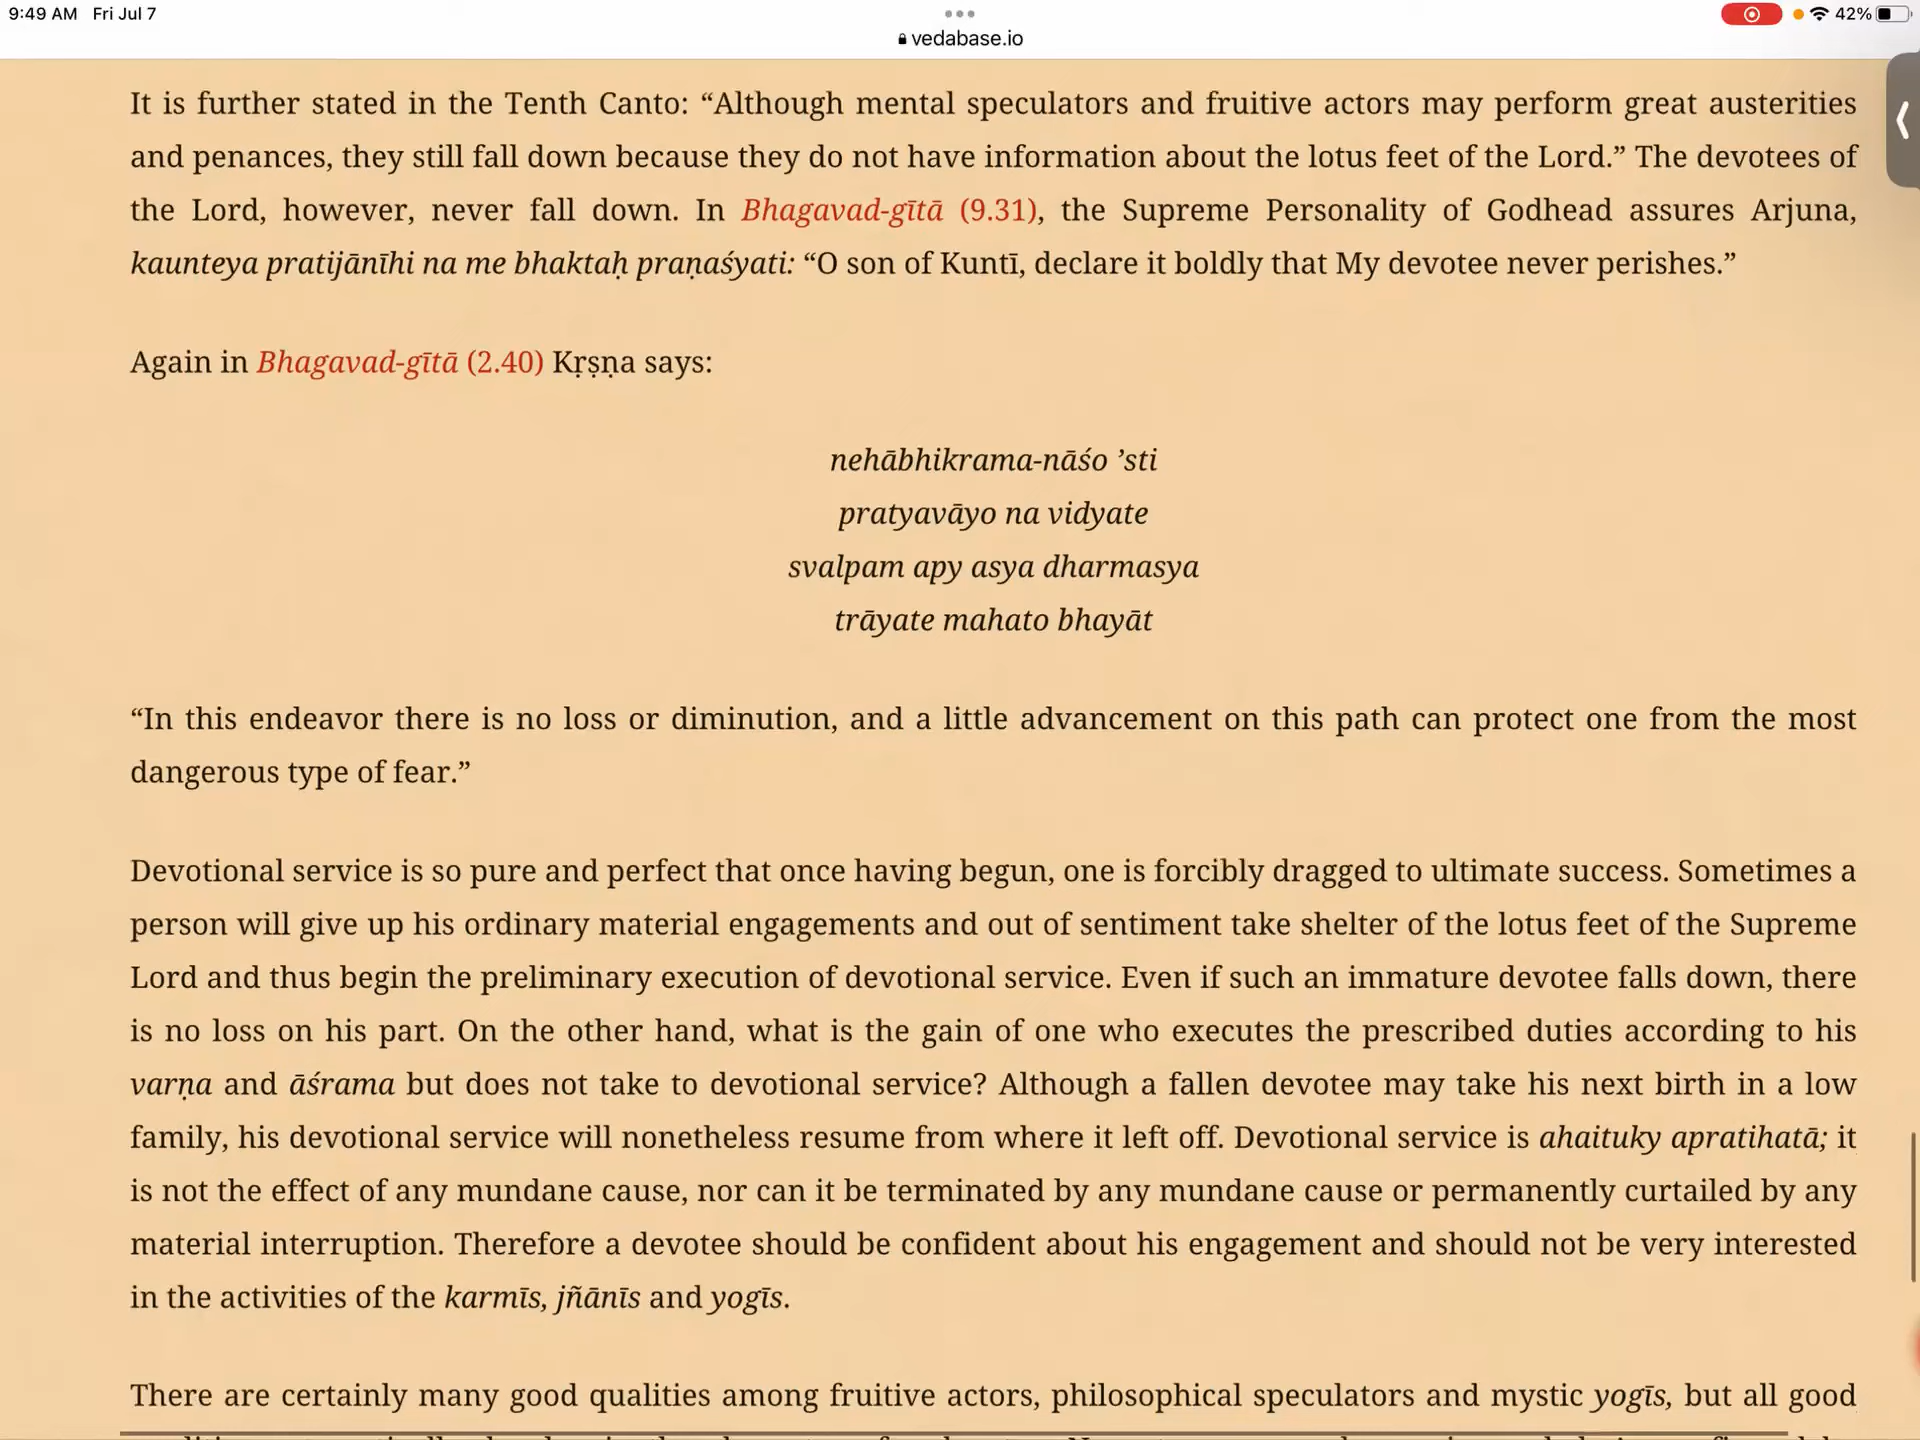 9:49 AM Fri Jul 7
42%
vedabase.io
It is further stated in the Tenth Canto: “Although mental speculators and fruitive actors may perform great austerities
and penances, they still fall down because they do not have information about the lotus feet of the Lord.” The devotees of
the Lord, however, never fall down. In Bhagavad-gītā (9.31), the Supreme Personality of Godhead assures Arjuna,
kaunteya pratijānīhi na me bhaktaḥ praṇaśyati: “O son of Kuntī, declare it boldly that My devotee never perishes.”
Again in Bhagavad-gītā (2.40) Kṛṣṇa says:
nehābhikrama-nāśo ’sti
pratyavāyo na vidyate
svalpam apy asya dharmasya
trāyate mahato bhayāt
“In this endeavor there is no loss or diminution, and a little advancement on this path can protect one from the most
dangerous type of fear.”
Devotional service is so pure and perfect that once having begun, one is forcibly dragged to ultimate success. Sometimes a
person will give up his ordinary material engagements and out of sentiment take shelter of the lotus feet of the Supreme
Lord and thus begin the preliminary execution of devotional service. Even if such an immature devotee falls down, there
is no loss on his part. On the other hand, what is the gain of one who executes the prescribed duties according to his
varṇa and āśrama but does not take to devotional service? Although a fallen devotee may take his next birth in a low
family, his devotional service will nonetheless resume from where it left off. Devotional service is ahaituky apratihatā; it
is not the effect of any mundane cause, nor can it be terminated by any mundane cause or permanently curtailed by any
material interruption. Therefore a devotee should be confident about his engagement and should not be very interested
in the activities of the karmīs, jñānīs and yogīs.
There are certainly many good qualities among fruitive actors, philosophical speculators and mystic yogīs, but all good